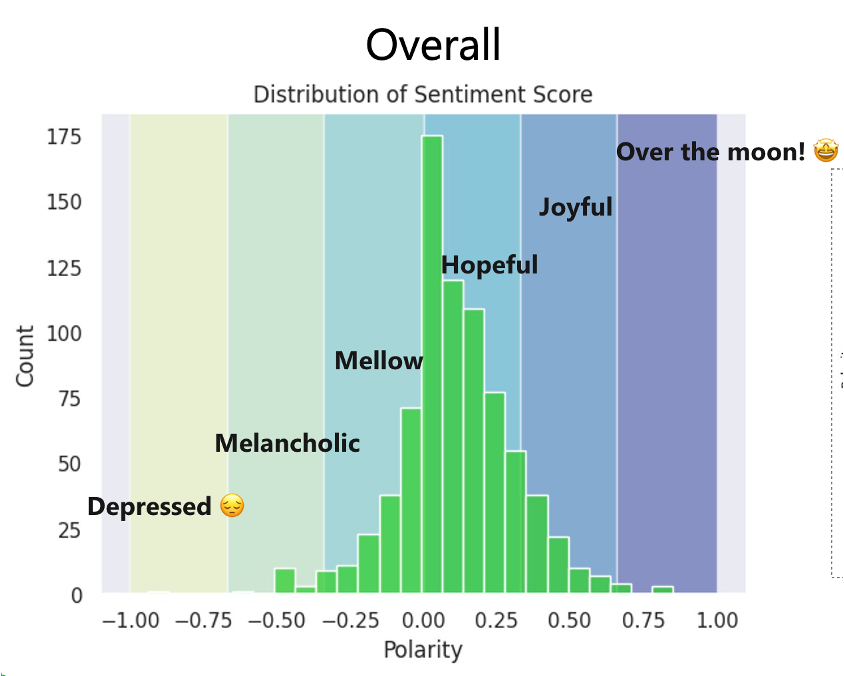 Overall
Distribution of Sentiment Score
175
150
125
100
75
50
25
0
Count
Over the moon! 🤩
Joyful
Hopeful
Mellow
Melancholic
Depressed 😔
−1.00 −0.75 −0.50 −0.25 0.00 0.25 0.50 0.75 1.00
Polarity